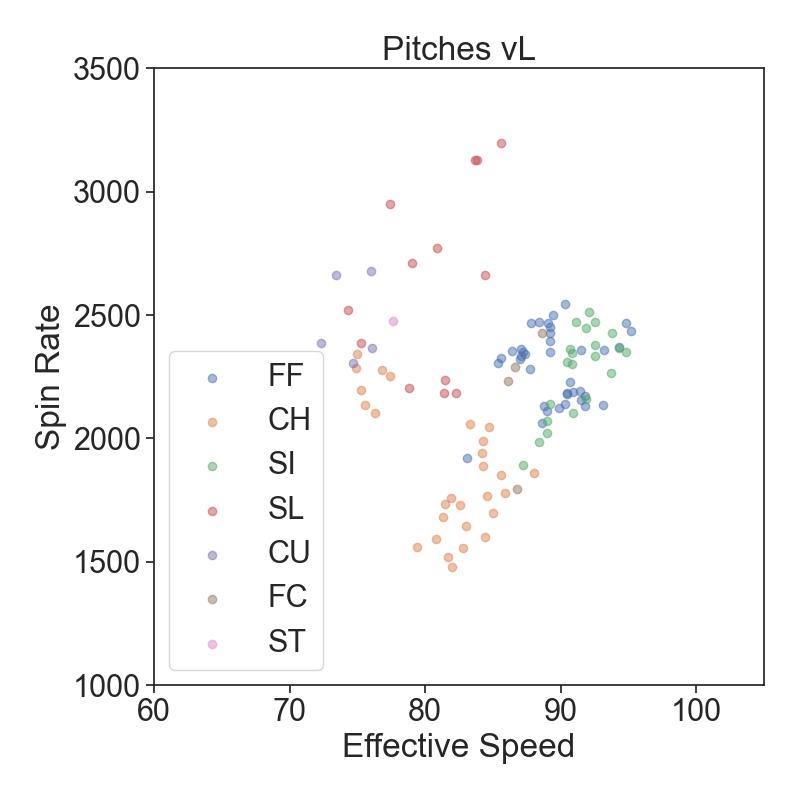 Pitches vL
3500
3000
2500
2000
1500
1000
Spin Rate
FF
CH
SI
SL
CU
FC
ST
60 70 80 90 100
Effective Speed